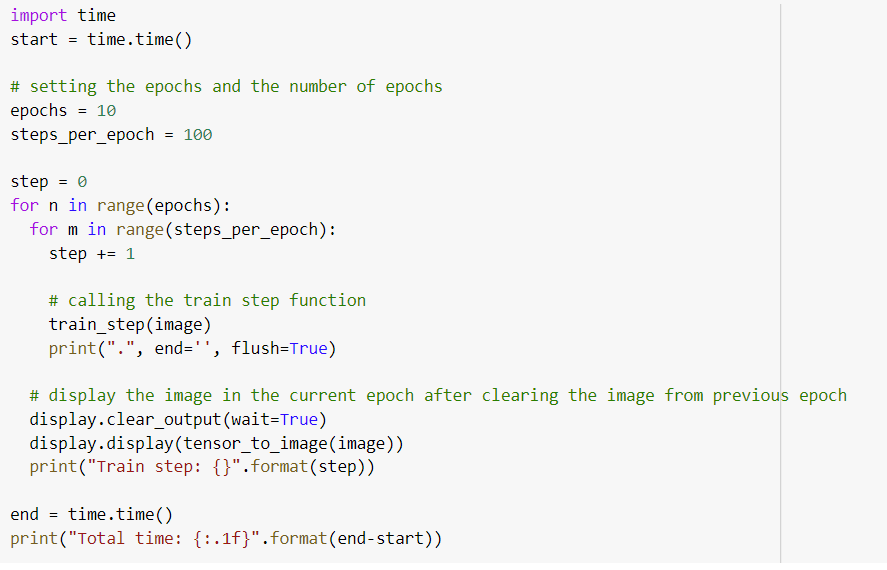 import time
start = time.time()
# setting the epochs and the number of epochs
epochs = 10
steps_per_epoch = 100
step = 0
for n in range(epochs):
  for m in range(steps_per_epoch):
    step += 1
    # calling the train step function
    train_step(image)
    print(".", end='', flush=True)
  # display the image in the current epoch after clearing the image from previous epoch
  display.clear_output(wait=True)
  display.display(tensor_to_image(image))
  print("Train step: {}".format(step))
end = time.time()
print("Total time: {:.1f}".format(end-start))